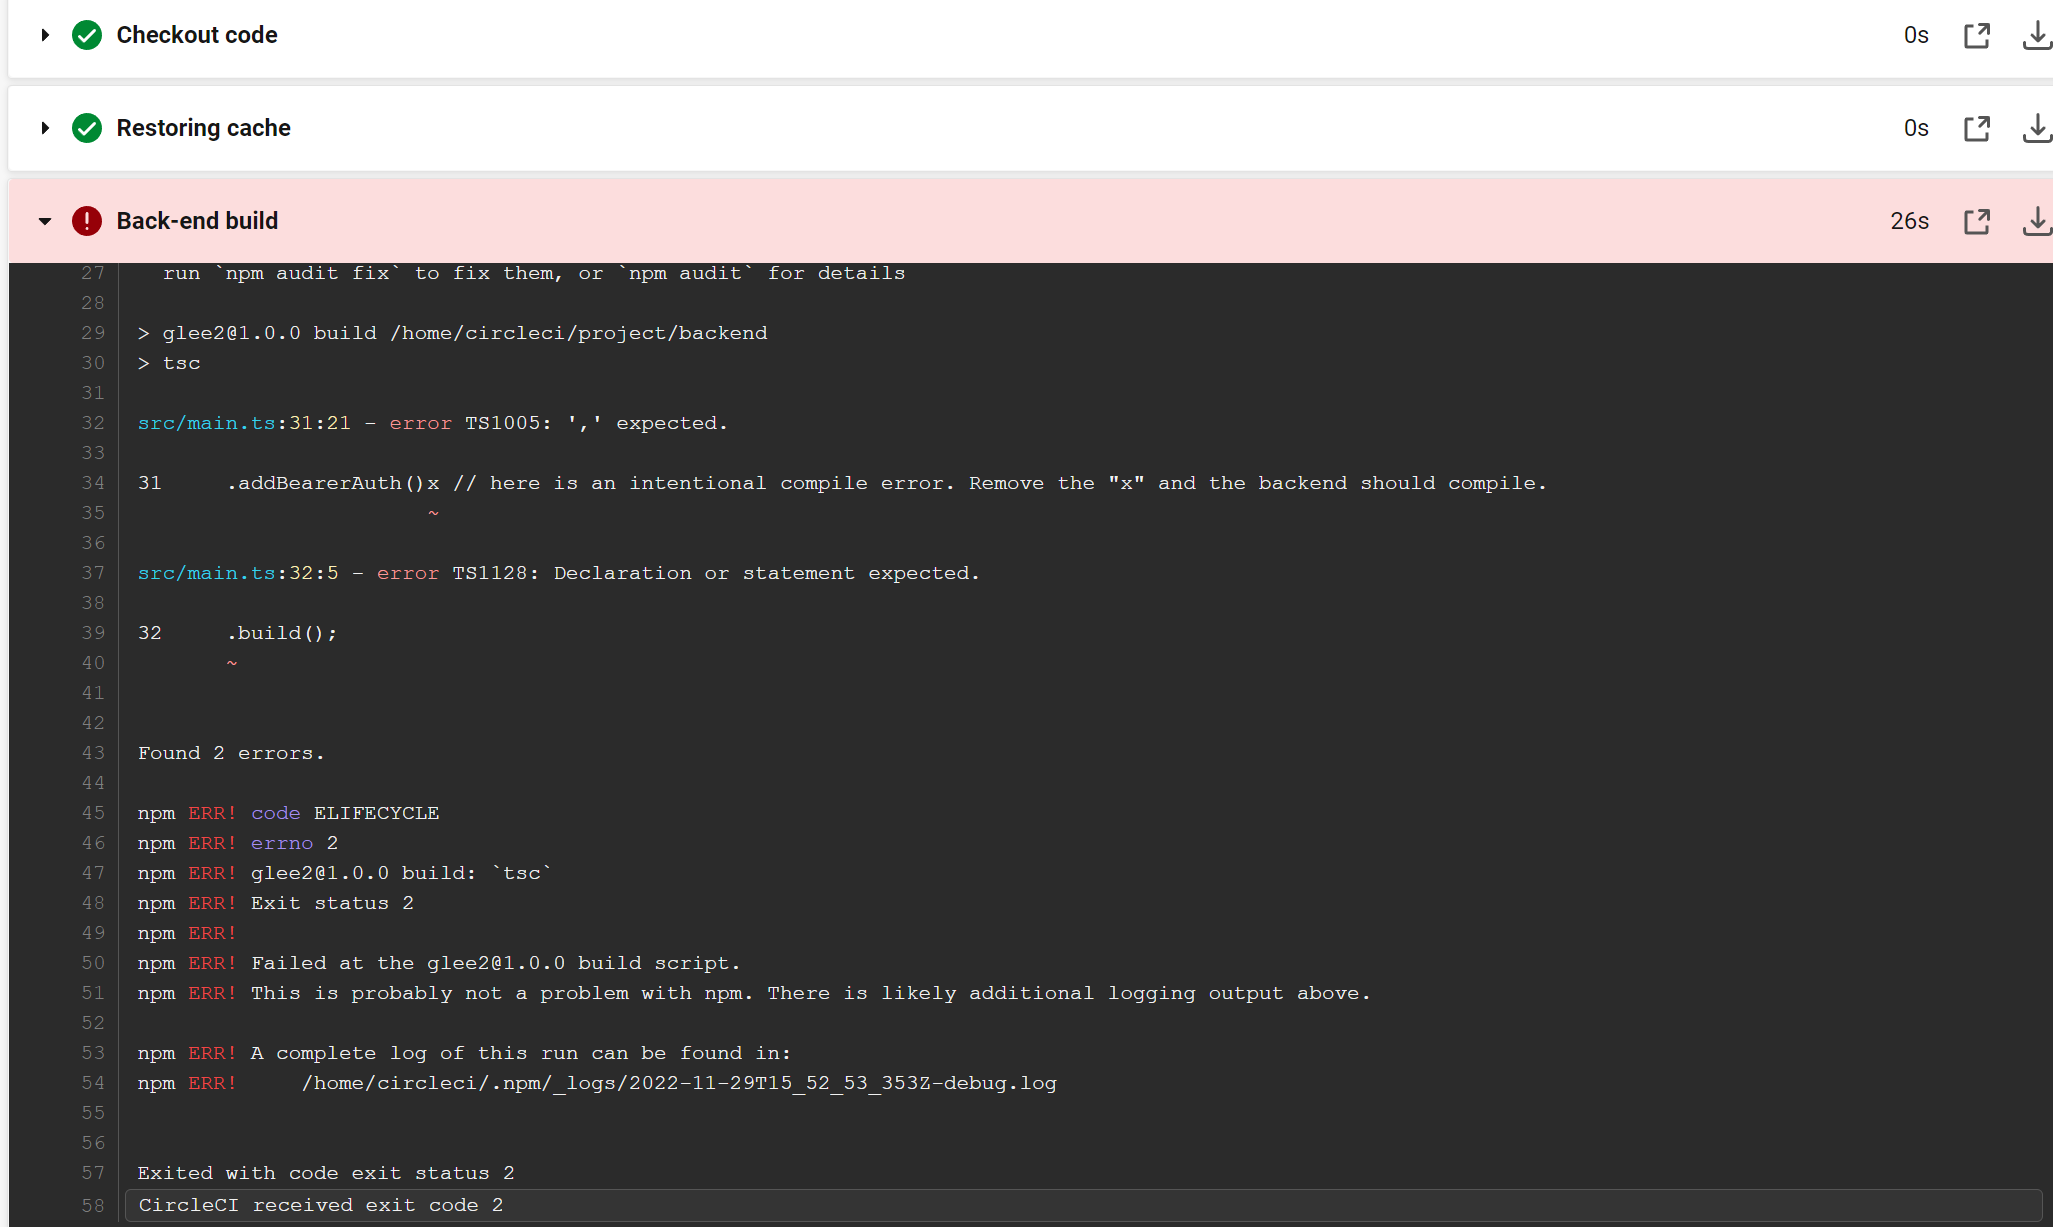 Checkout code 0s
Restoring cache 0s
Back-end build 26s
27 run `npm audit fix` to fix them, or `npm audit` for details
28
29 > glee2@1.0.0 build /home/circleci/project/backend
30 > tsc
31
32 src/main.ts:31:21 - error TS1005: ',' expected.
33
34 31     .addBearerAuth()x // here is an intentional compile error. Remove the "x" and the backend should compile.
35                        ~
36
37 src/main.ts:32:5 - error TS1128: Declaration or statement expected.
38
39 32     .build();
40        ~
41
42
43 Found 2 errors.
44
45 npm ERR! code ELIFECYCLE
46 npm ERR! errno 2
47 npm ERR! glee2@1.0.0 build: `tsc`
48 npm ERR! Exit status 2
49 npm ERR!
50 npm ERR! Failed at the glee2@1.0.0 build script.
51 npm ERR! This is probably not a problem with npm. There is likely additional logging output above.
52
53 npm ERR! A complete log of this run can be found in:
54 npm ERR!     /home/circleci/.npm/_logs/2022-11-29T15_52_53_353Z-debug.log
55
56
57 Exited with code exit status 2
58 CircleCI received exit code 2